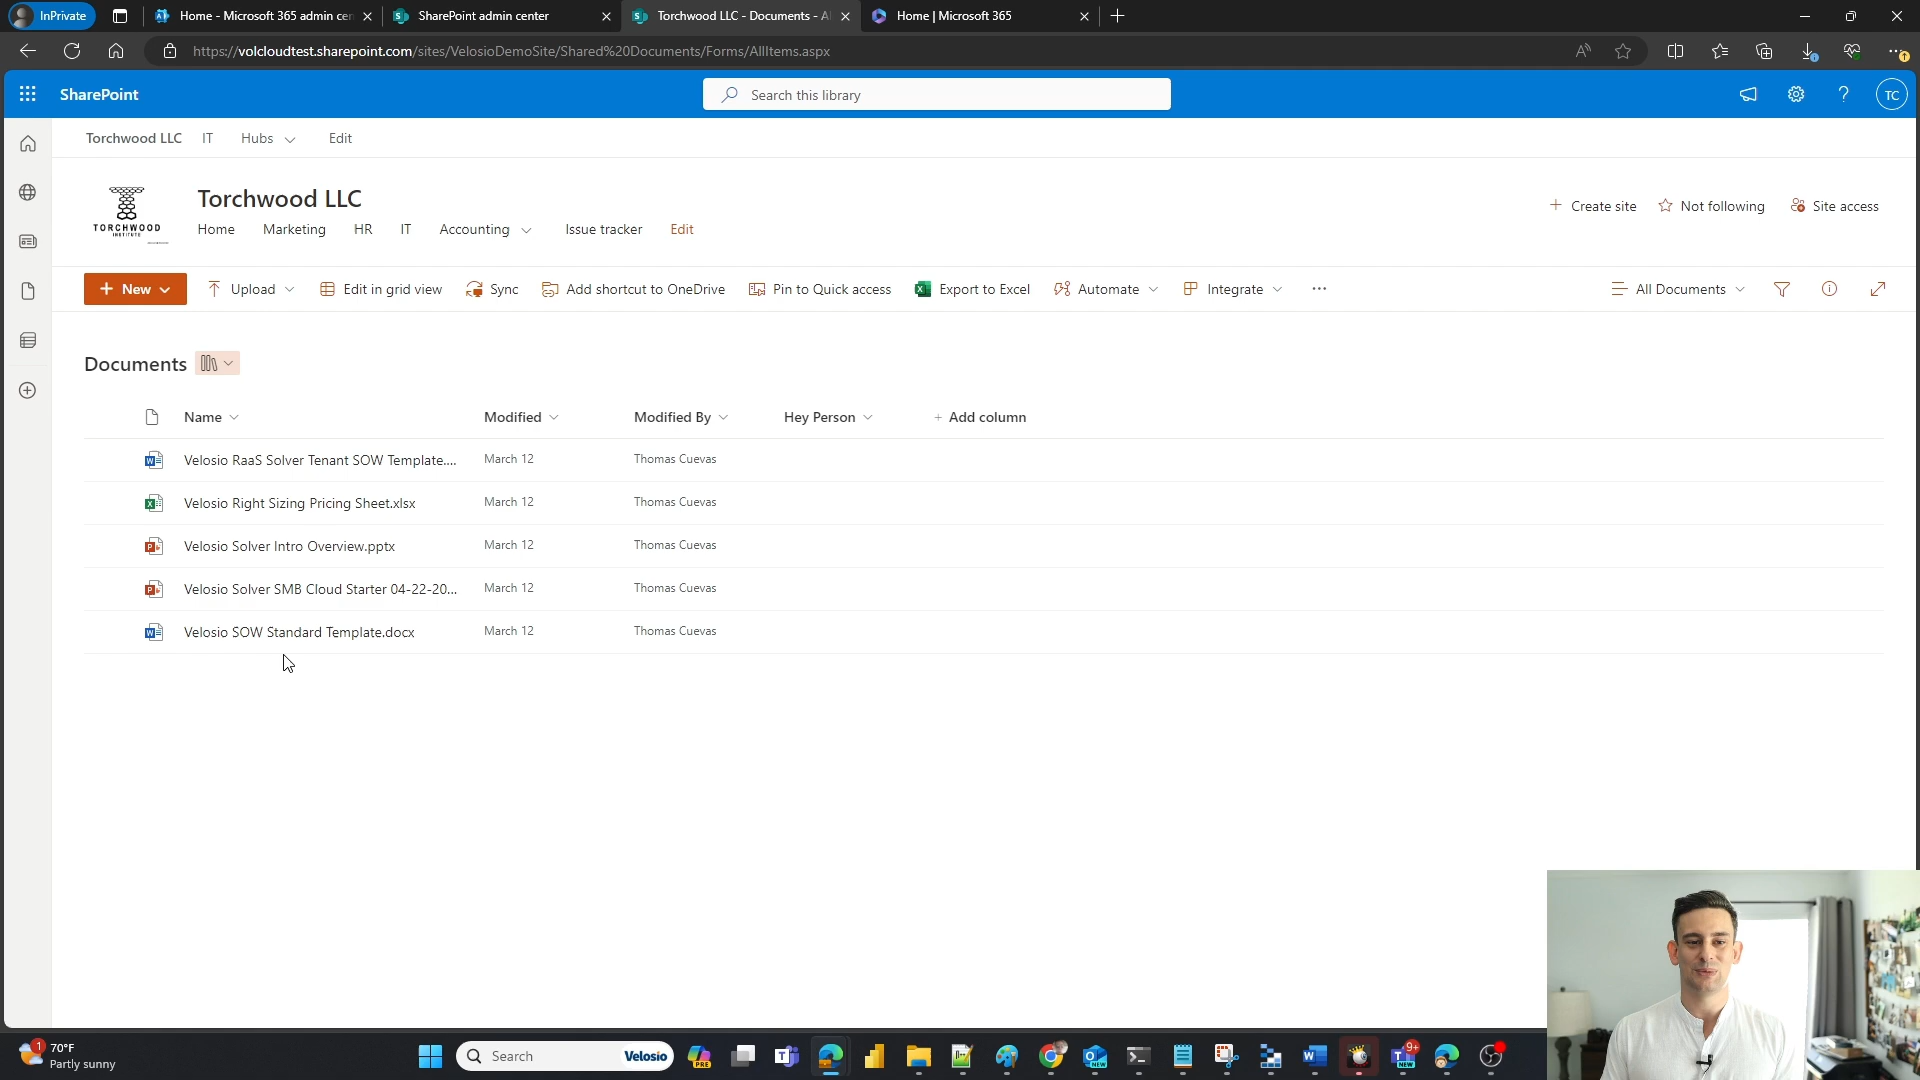 InPrivate
Home - Microsoft 365 admin cen
SharePoint admin center
Torchwood LLC - Documents - Al
Home | Microsoft 365
https://volcloudtest.sharepoint.com/sites/VelosioDemoSite/Shared%20Documents/Forms/AllItems.aspx
SharePoint
Search this library
TC
Torchwood LLC IT Hubs Edit
TORCHWOOD
INSTITUTE
Torchwood LLC
Home Marketing HR IT Accounting Issue tracker Edit
+ Create site Not following Site access
+ New Upload Edit in grid view Sync Add shortcut to OneDrive Pin to Quick access Export to Excel Automate Integrate ... All Documents
Documents
Name Modified Modified By Hey Person + Add column
Velosio RaaS Solver Tenant SOW Template.... March 12 Thomas Cuevas
Velosio Right Sizing Pricing Sheet.xlsx March 12 Thomas Cuevas
Velosio Solver Intro Overview.pptx March 12 Thomas Cuevas
Velosio Solver SMB Cloud Starter 04-22-20... March 12 Thomas Cuevas
Velosio SOW Standard Template.docx March 12 Thomas Cuevas
1
70°F
Partly sunny
Search Velosio
PRE
NEW
9+
NEW